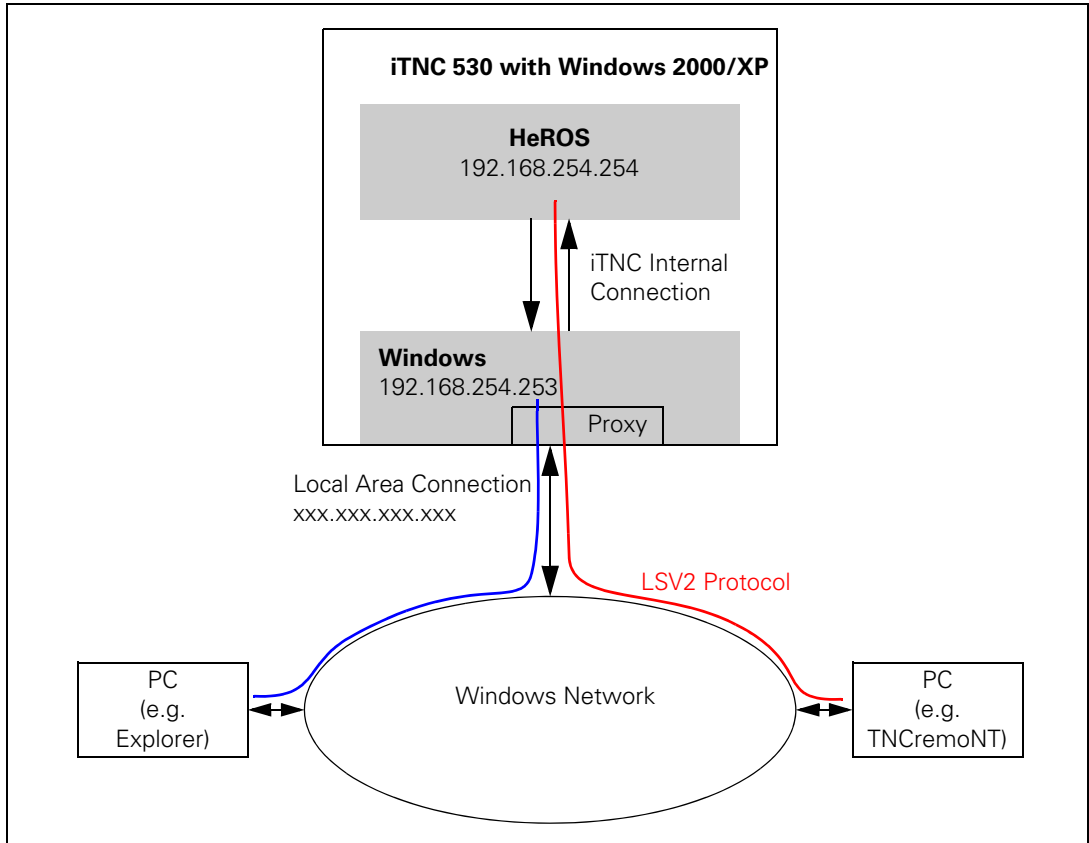 iTNC 530 with Windows 2000/XP
HeROS
192.168.254.254
iTNC Internal
Connection
Windows
192.168.254.253
Proxy
Local Area Connection
xxx.xxx.xxx.xxx
LSV2 Protocol
PC
(e.g.
Explorer)
Windows Network
PC
(e.g.
TNCremoNT)